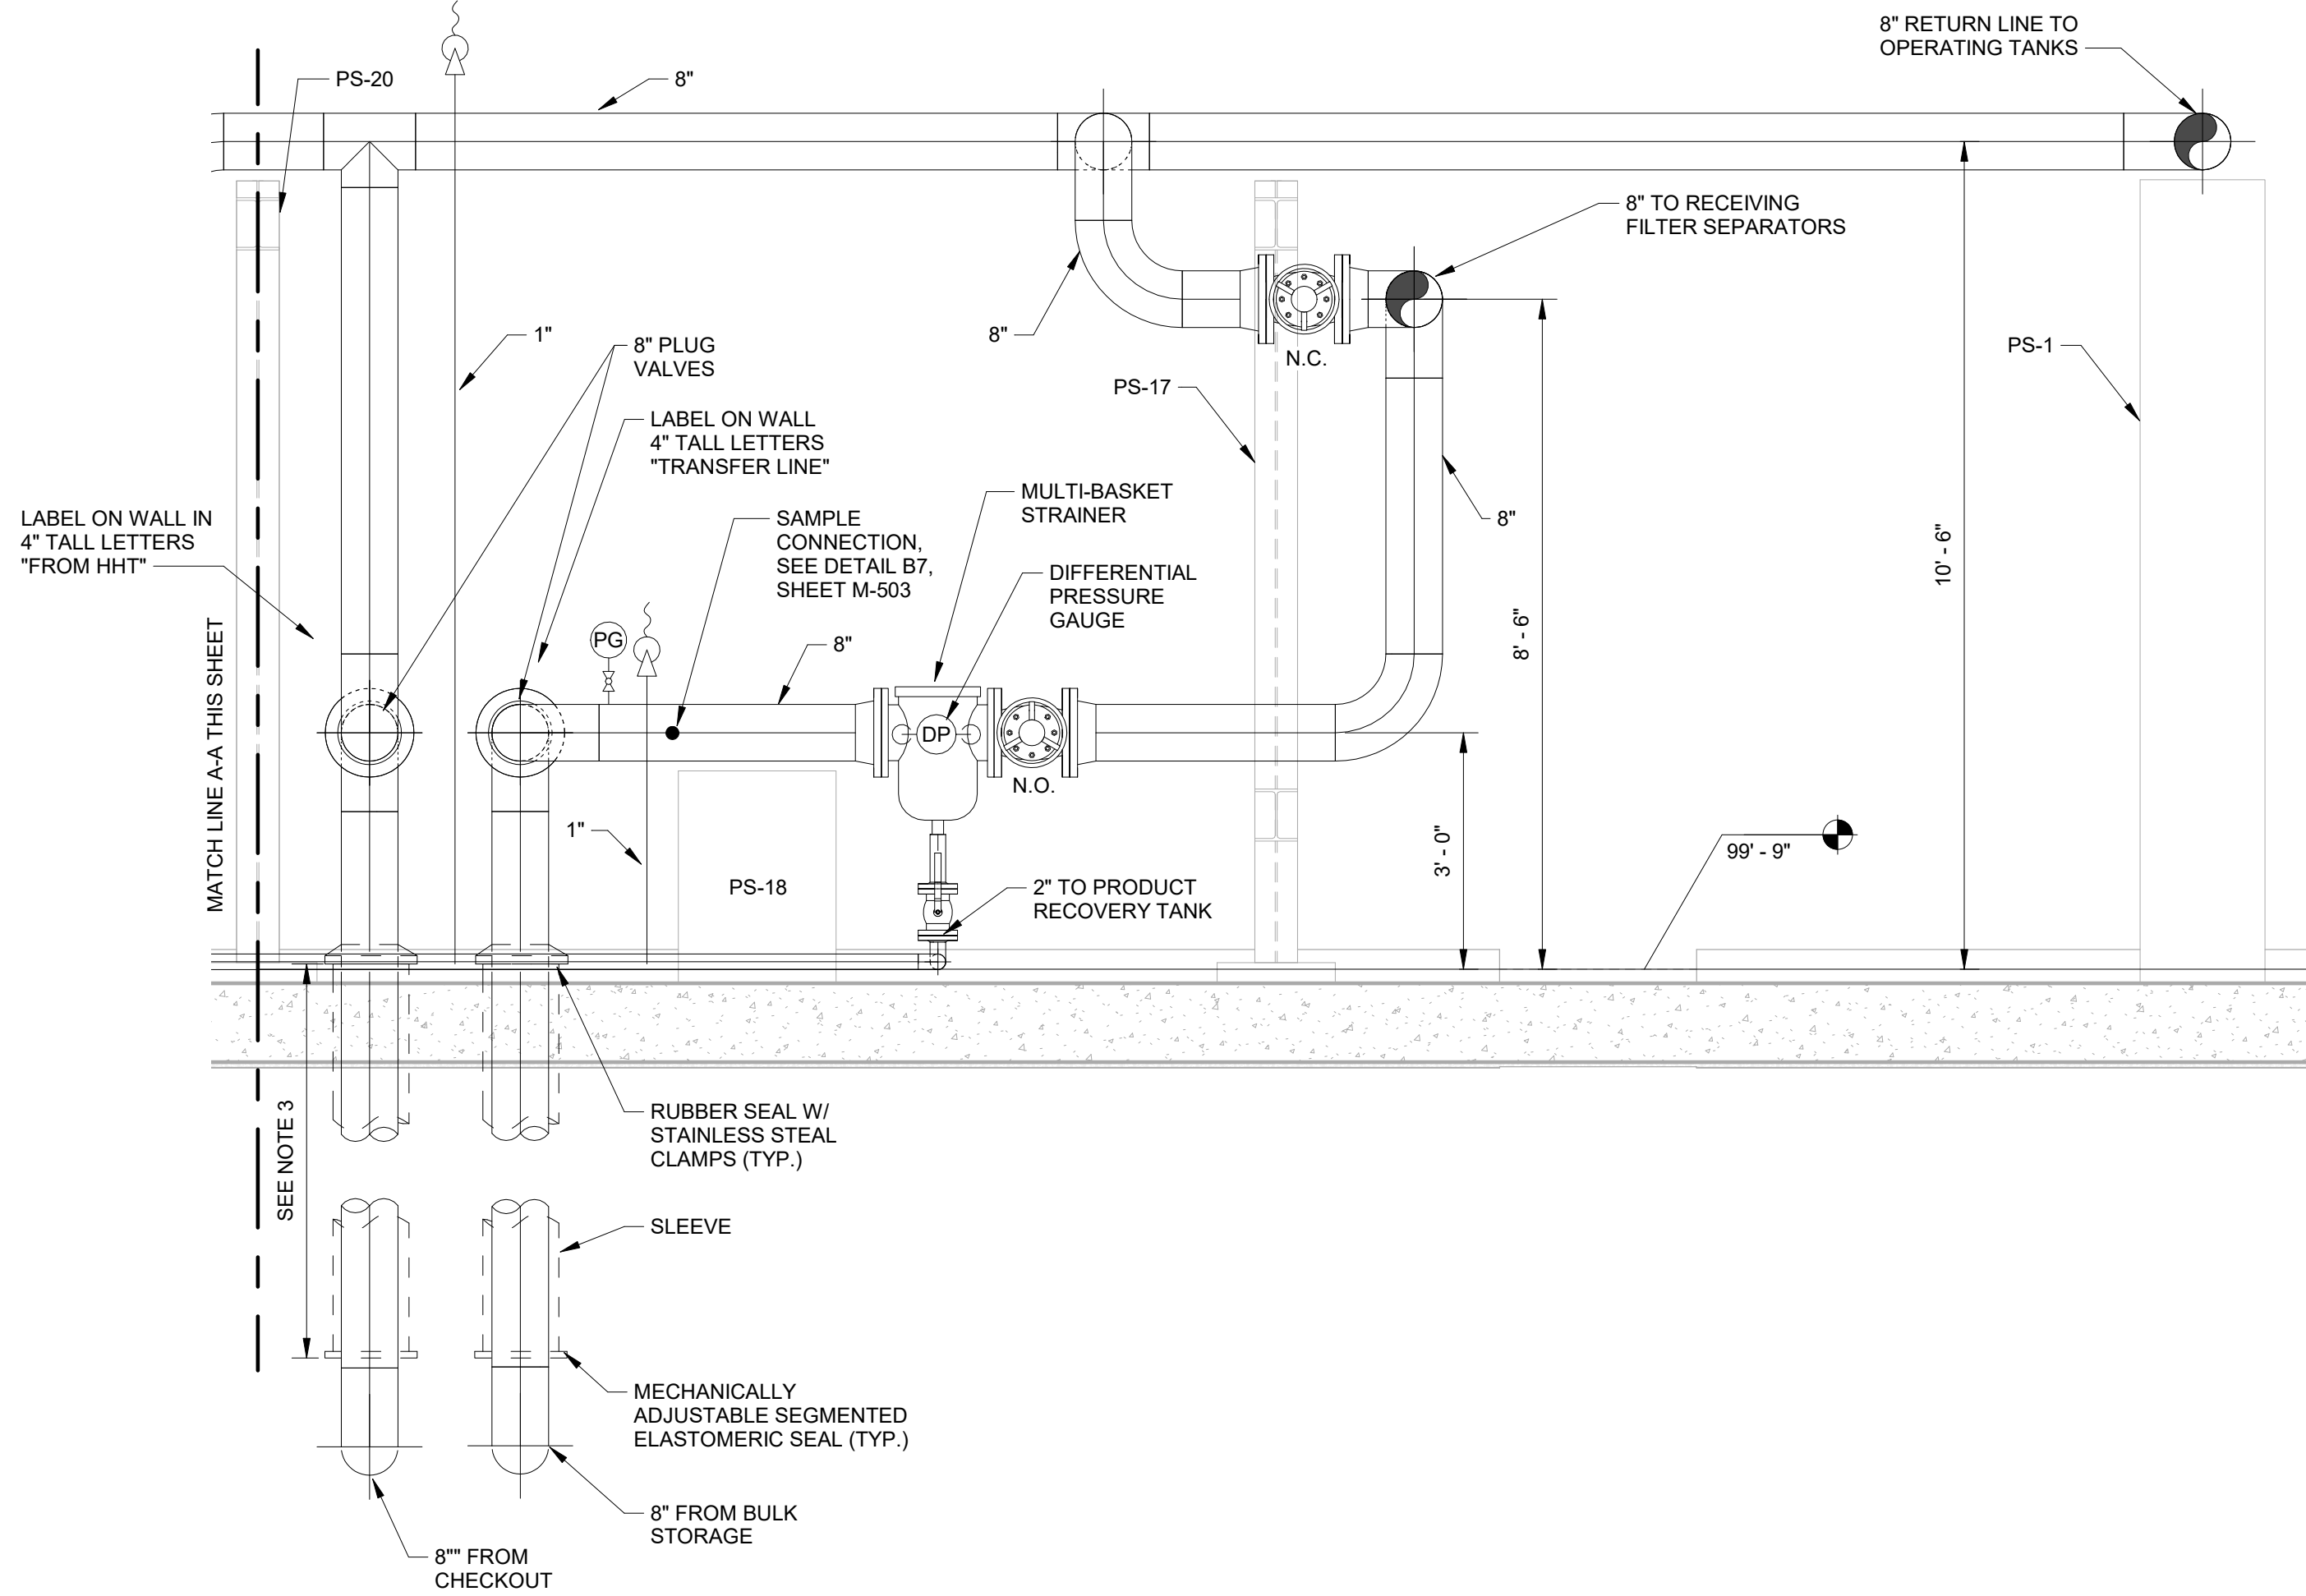 8" RETURN LINE TO
OPERATING TANKS
PS-20
8"
8" TO RECEIVING
FILTER SEPARATORS
1"
8"
8" PLUG
VALVES
N.C.
PS-1
PS-17
LABEL ON WALL
4" TALL LETTERS
"TRANSFER LINE"
MULTI-BASKET
STRAINER
LABEL ON WALL IN
4" TALL LETTERS
"FROM HHT"
SAMPLE
CONNECTION,
SEE DETAIL B7,
SHEET M-503
8"
10' - 6"
DIFFERENTIAL
PRESSURE
GAUGE
8' - 6"
PG
8"
MATCH LINE A-A THIS SHEET
DP
N.O.
1"
3' - 0"
99' - 9"
PS-18
2" TO PRODUCT
RECOVERY TANK
SEE NOTE 3
RUBBER SEAL W/
STAINLESS STEAL
CLAMPS (TYP.)
SLEEVE
MECHANICALLY
ADJUSTABLE SEGMENTED
ELASTOMERIC SEAL (TYP.)
8" FROM BULK
STORAGE
8"" FROM
CHECKOUT